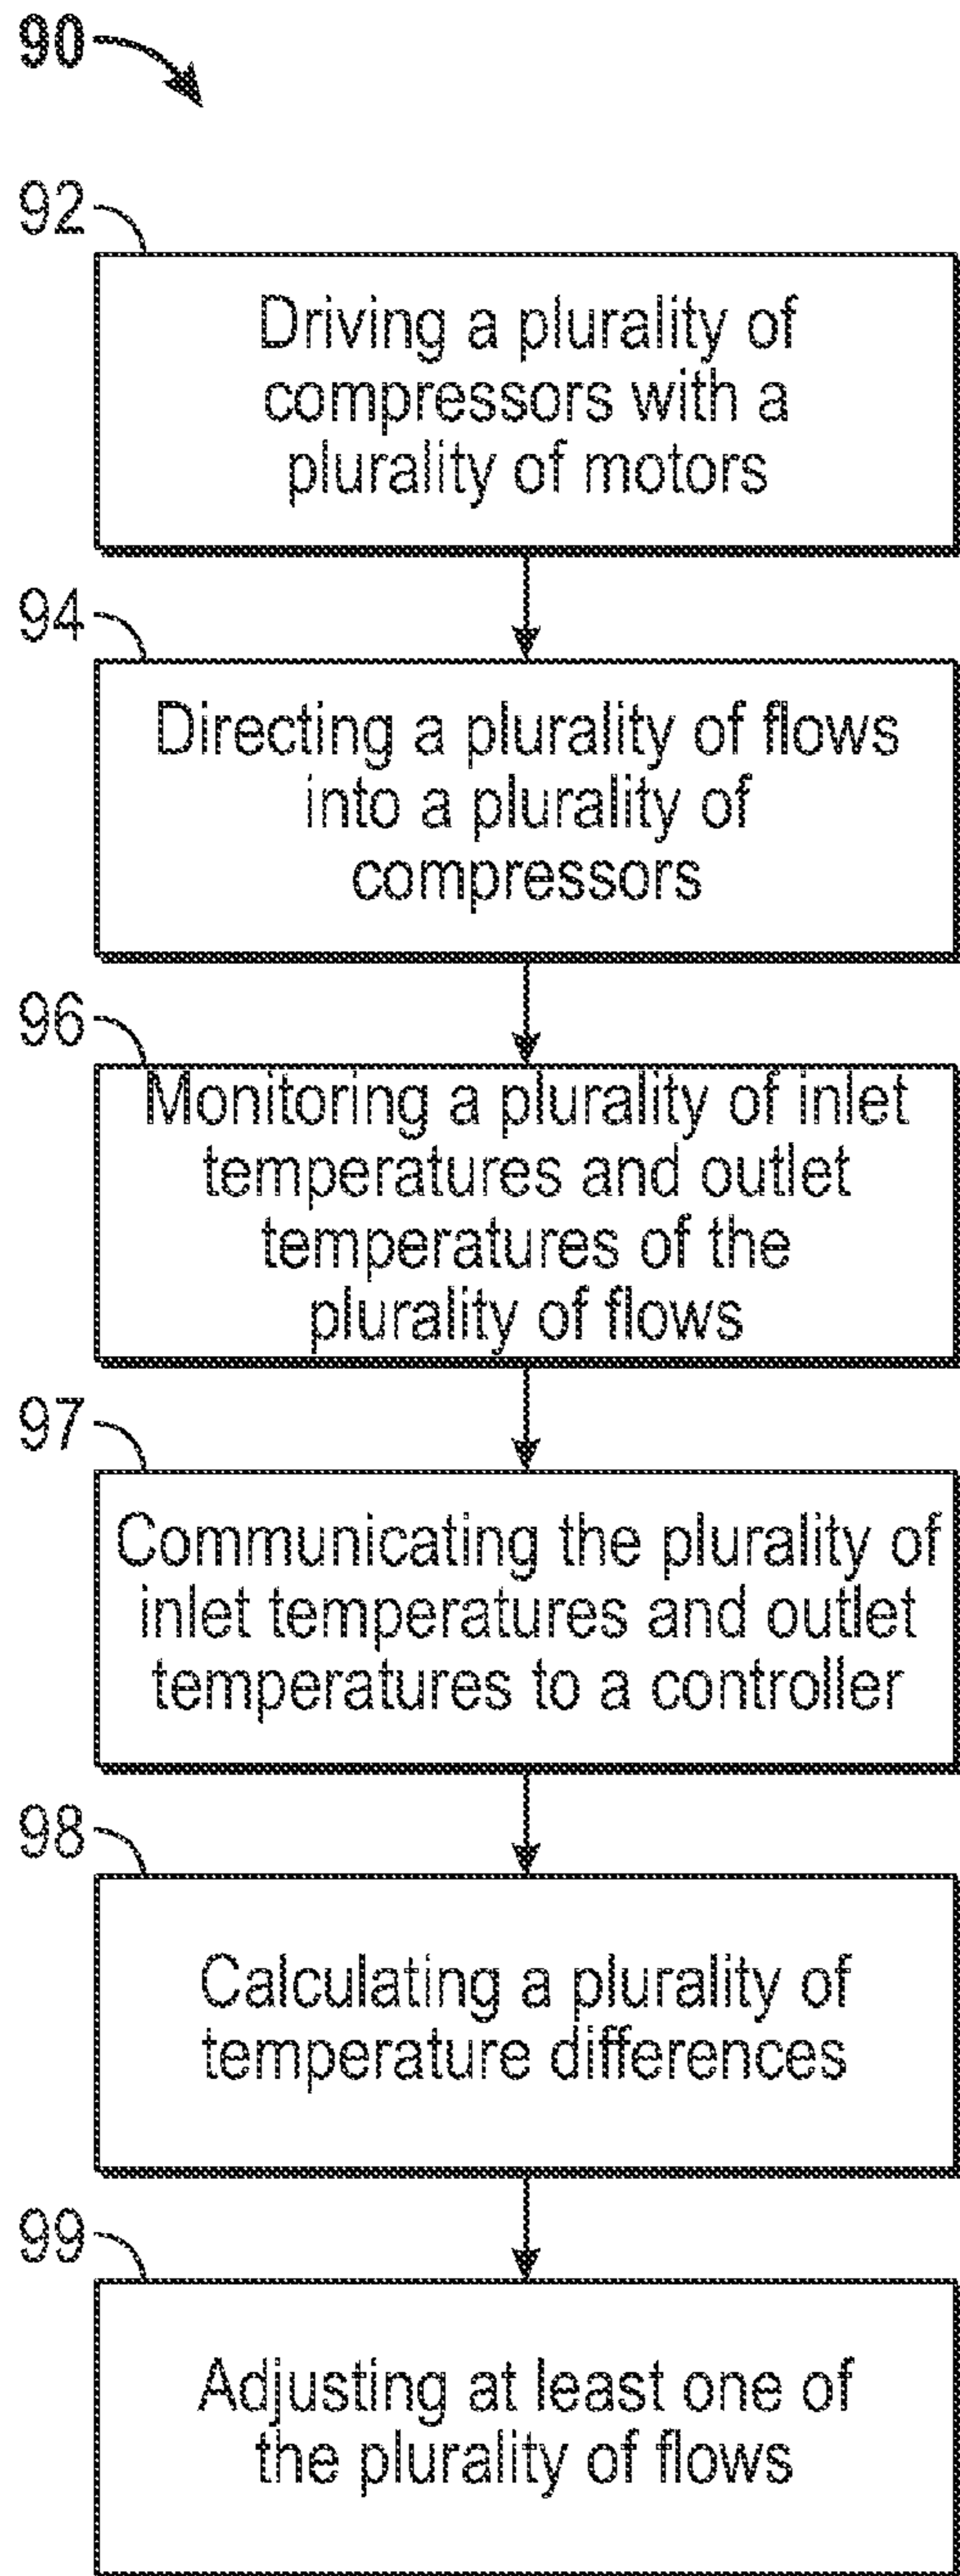 90
92
Driving a plurality of
compressors with a
plurality of motors
94
Directing a plurality of flows
into a plurality of
compressors
96
Monitoring a plurality of inlet
temperatures and outlet
temperatures of the
plurality of flows
97
Communicating the plurality of
inlet temperatures and outlet
temperatures to a controller
98
Calculating a plurality of
temperature differences
99
Adjusting at least one of
the plurality of flows